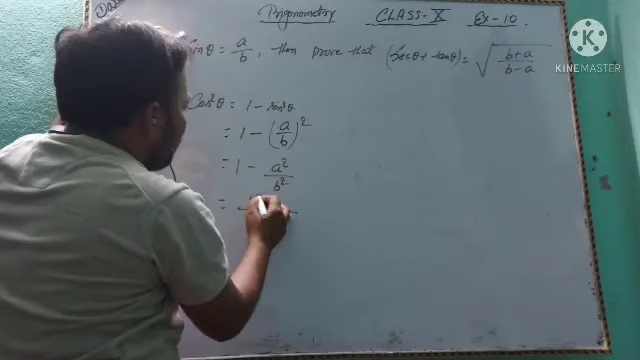 Trigonometry CLASS-X Ex-10.
KINEMASTER
Sinθ = a/b, then prove that (Secθ + tanθ) = √((b+a)/(b-a))
Cos²θ = 1 - sin²θ
= 1 - (a/b)²
= 1 - a²/b²
=